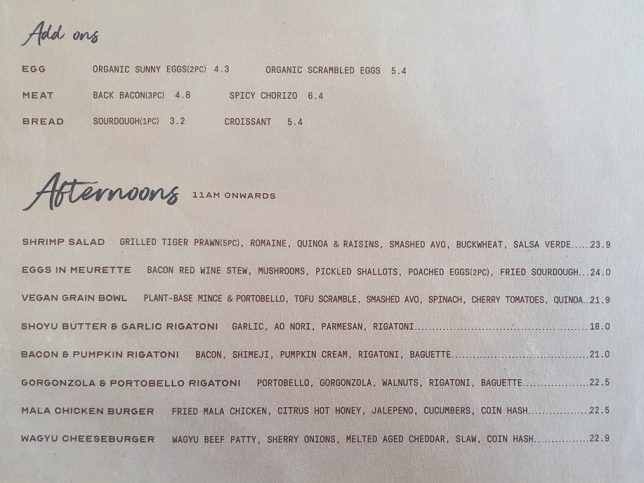 Add ons
EGG ORGANIC SUNNY EGGS(2PC) 4.3 ORGANIC SCRAMBLED EGGS 5.4
MEAT BACK BACON(3PC) 4.8 SPICY CHORIZO 6.4
BREAD SOURDOUGH(1PC) 3.2 CROISSANT 5.4
Afternoons 11AM ONWARDS
SHRIMP SALAD GRILLED TIGER PRAWN(5PC), ROMAINE, QUINOA & RAISINS, SMASHED AVO, BUCKWHEAT, SALSA VERDE.....23.9
EGGS IN MEURETTE BACON RED WINE STEW, MUSHROOMS, PICKLED SHALLOTS, POACHED EGGS(2PC), FRIED SOURDOUGH...24.0
VEGAN GRAIN BOWL PLANT-BASE MINCE & PORTOBELLO, TOFU SCRAMBLE, SMASHED AVO, SPINACH, CHERRY TOMATOES, QUINOA..21.9
SHOYU BUTTER & GARLIC RIGATONI GARLIC, AO NORI, PARMESAN, RIGATONI......................................18.0
BACON & PUMPKIN RIGATONI BACON, SHIMEJI, PUMPKIN CREAM, RIGATONI, BAGUETTE..............................21.0
GORGONZOLA & PORTOBELLO RIGATONI PORTOBELLO, GORGONZOLA, WALNUTS, RIGATONI, BAGUETTE..............22.5
MALA CHICKEN BURGER FRIED MALA CHICKEN, CITRUS HOT HONEY, JALEPENO, CUCUMBERS, COIN HASH.............22.5
WAGYU CHEESEBURGER WAGYU BEEF PATTY, SHERRY ONIONS, MELTED AGED CHEDDAR, SLAW, COIN HASH.............22.9